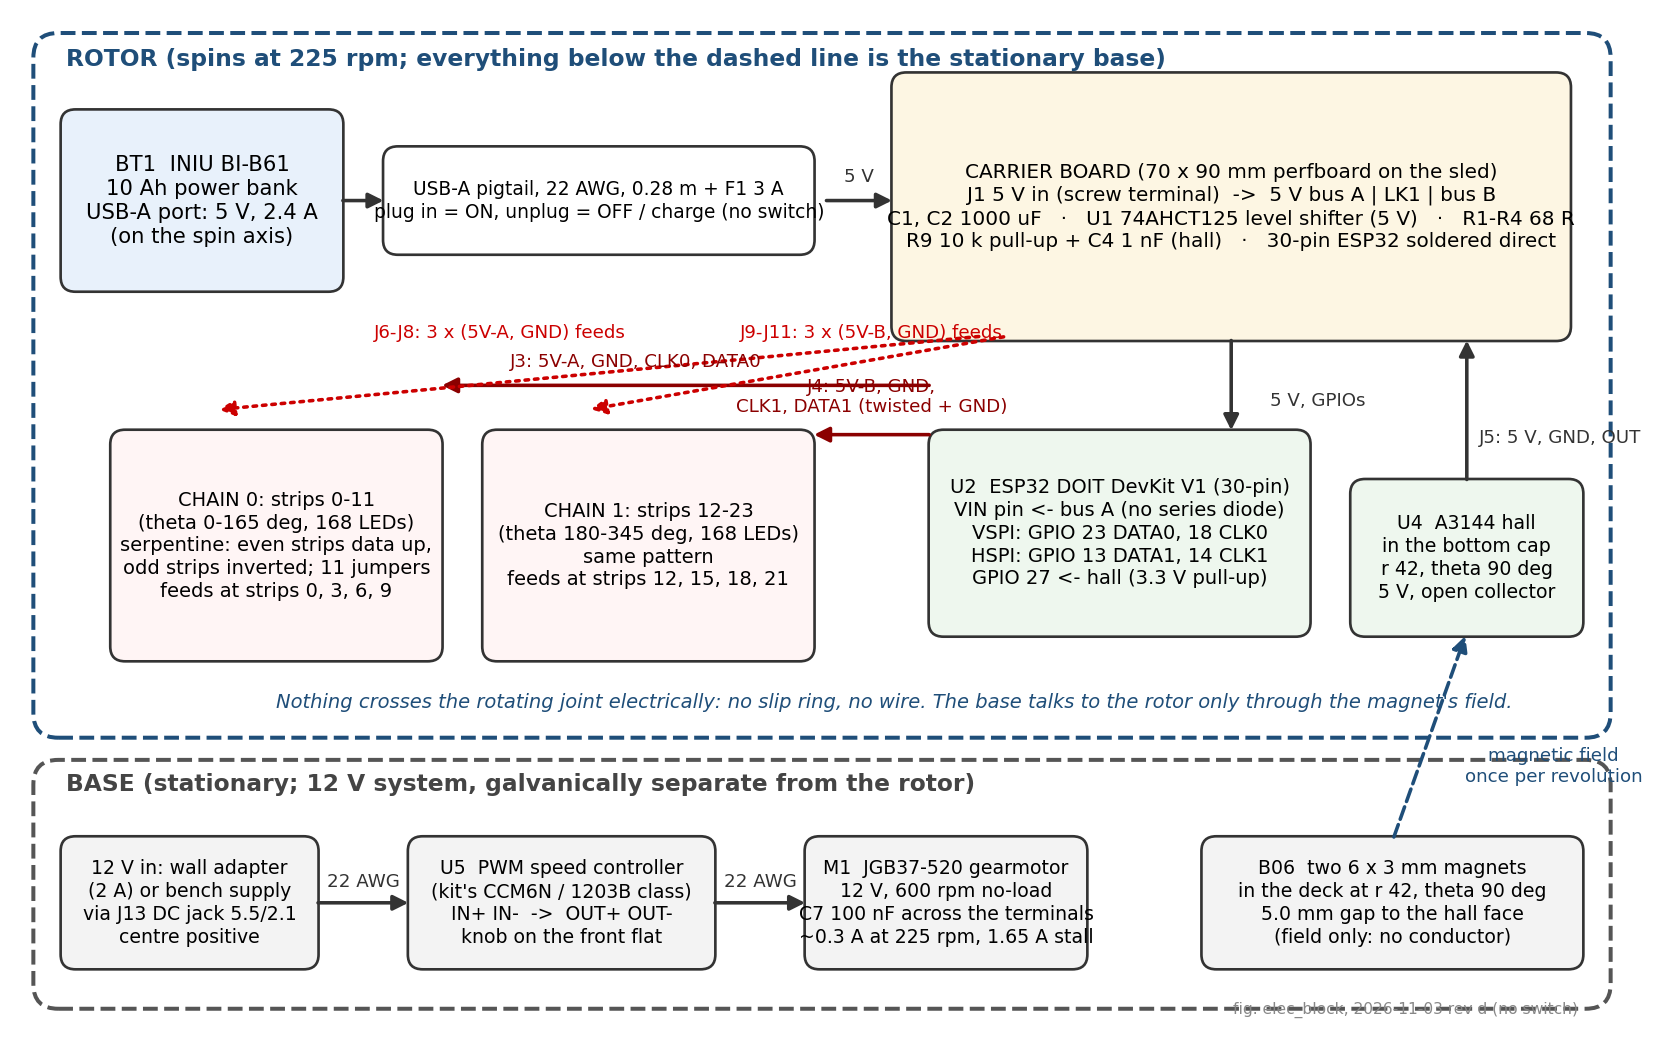 ROTOR (spins at 225 rpm; everything below the dashed line is the stationary base)
BT1  INIU BI-B61
10 Ah power bank
USB-A port: 5 V, 2.4 A
(on the spin axis)
USB-A pigtail, 22 AWG, 0.28 m + F1 3 A
plug in = ON, unplug = OFF / charge (no switch)
5 V
CARRIER BOARD (70 x 90 mm perfboard on the sled)
J1 5 V in (screw terminal)  ->  5 V bus A | LK1 | bus B
C1, C2 1000 uF   ·   U1 74AHCT125 level shifter (5 V)   ·   R1-R4 68 R
R9 10 k pull-up + C4 1 nF (hall)   ·   30-pin ESP32 soldered direct
J6-J8: 3 x (5V-A, GND) feeds
J9-J11: 3 x (5V-B, GND) feeds
J3: 5V-A, GND, CLK0, DATA0
J4: 5V-B, GND,
CLK1, DATA1 (twisted + GND)
5 V, GPIOs
J5: 5 V, GND, OUT
CHAIN 0: strips 0-11
(theta 0-165 deg, 168 LEDs)
serpentine: even strips data up,
odd strips inverted; 11 jumpers
feeds at strips 0, 3, 6, 9
CHAIN 1: strips 12-23
(theta 180-345 deg, 168 LEDs)
same pattern
feeds at strips 12, 15, 18, 21
U2  ESP32 DOIT DevKit V1 (30-pin)
VIN pin <- bus A (no series diode)
VSPI: GPIO 23 DATA0, 18 CLK0
HSPI: GPIO 13 DATA1, 14 CLK1
GPIO 27 <- hall (3.3 V pull-up)
U4  A3144 hall
in the bottom cap
r 42, theta 90 deg
5 V, open collector
Nothing crosses the rotating joint electrically: no slip ring, no wire. The base talks to the rotor only through the magnet's field.
magnetic field
once per revolution
BASE (stationary; 12 V system, galvanically separate from the rotor)
12 V in: wall adapter
(2 A) or bench supply
via J13 DC jack 5.5/2.1
centre positive
22 AWG
U5  PWM speed controller
(kit's CCM6N / 1203B class)
IN+ IN-  ->  OUT+ OUT-
knob on the front flat
22 AWG
M1  JGB37-520 gearmotor
12 V, 600 rpm no-load
C7 100 nF across the terminals
~0.3 A at 225 rpm, 1.65 A stall
B06  two 6 x 3 mm magnets
in the deck at r 42, theta 90 deg
5.0 mm gap to the hall face
(field only: no conductor)
fig. elec_block, 2026-11-03 rev d (no switch)